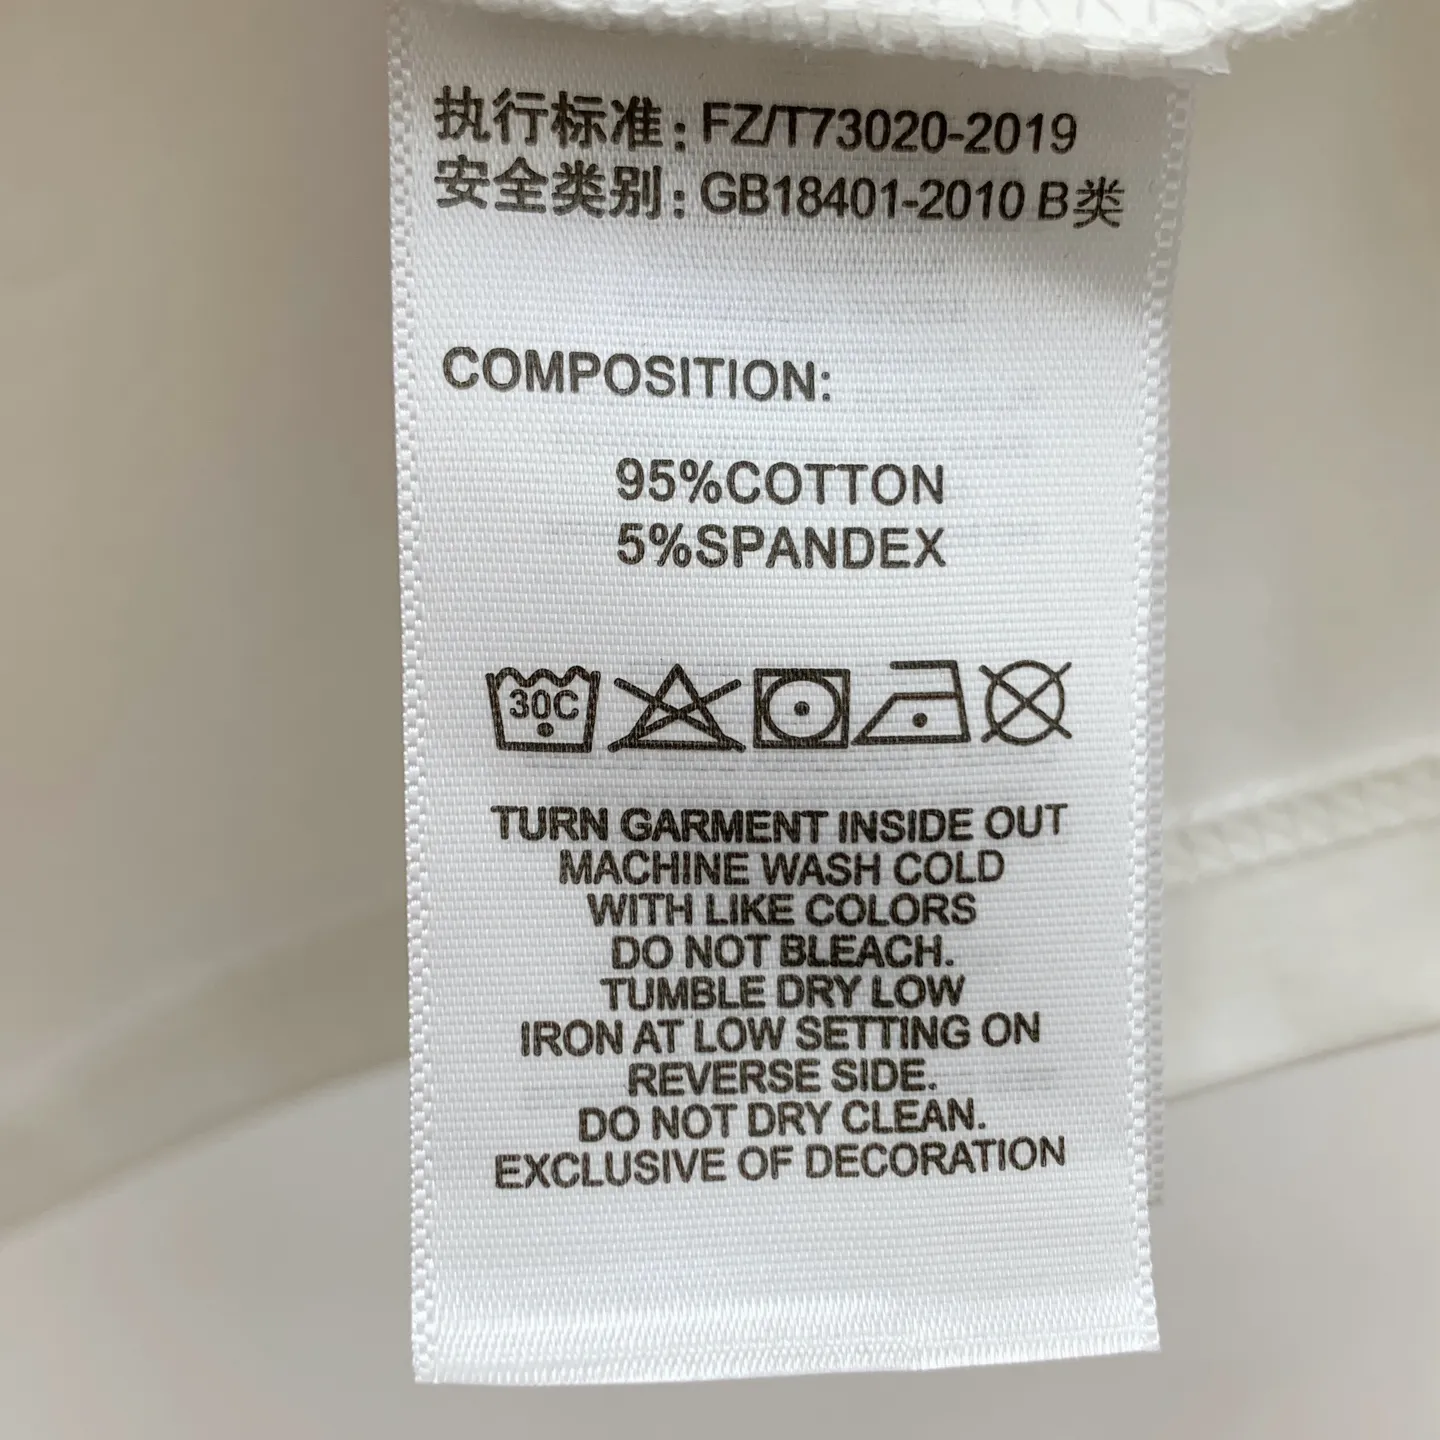 执行标准：FZ/T73020-2019
安全类别：GB18401-2010 B类
COMPOSITION:
95%COTTON
5%SPANDEX
30C
TURN GARMENT INSIDE OUT
MACHINE WASH COLD
WITH LIKE COLORS
DO NOT BLEACH.
TUMBLE DRY LOW
IRON AT LOW SETTING ON
REVERSE SIDE.
DO NOT DRY CLEAN.
EXCLUSIVE OF DECORATION